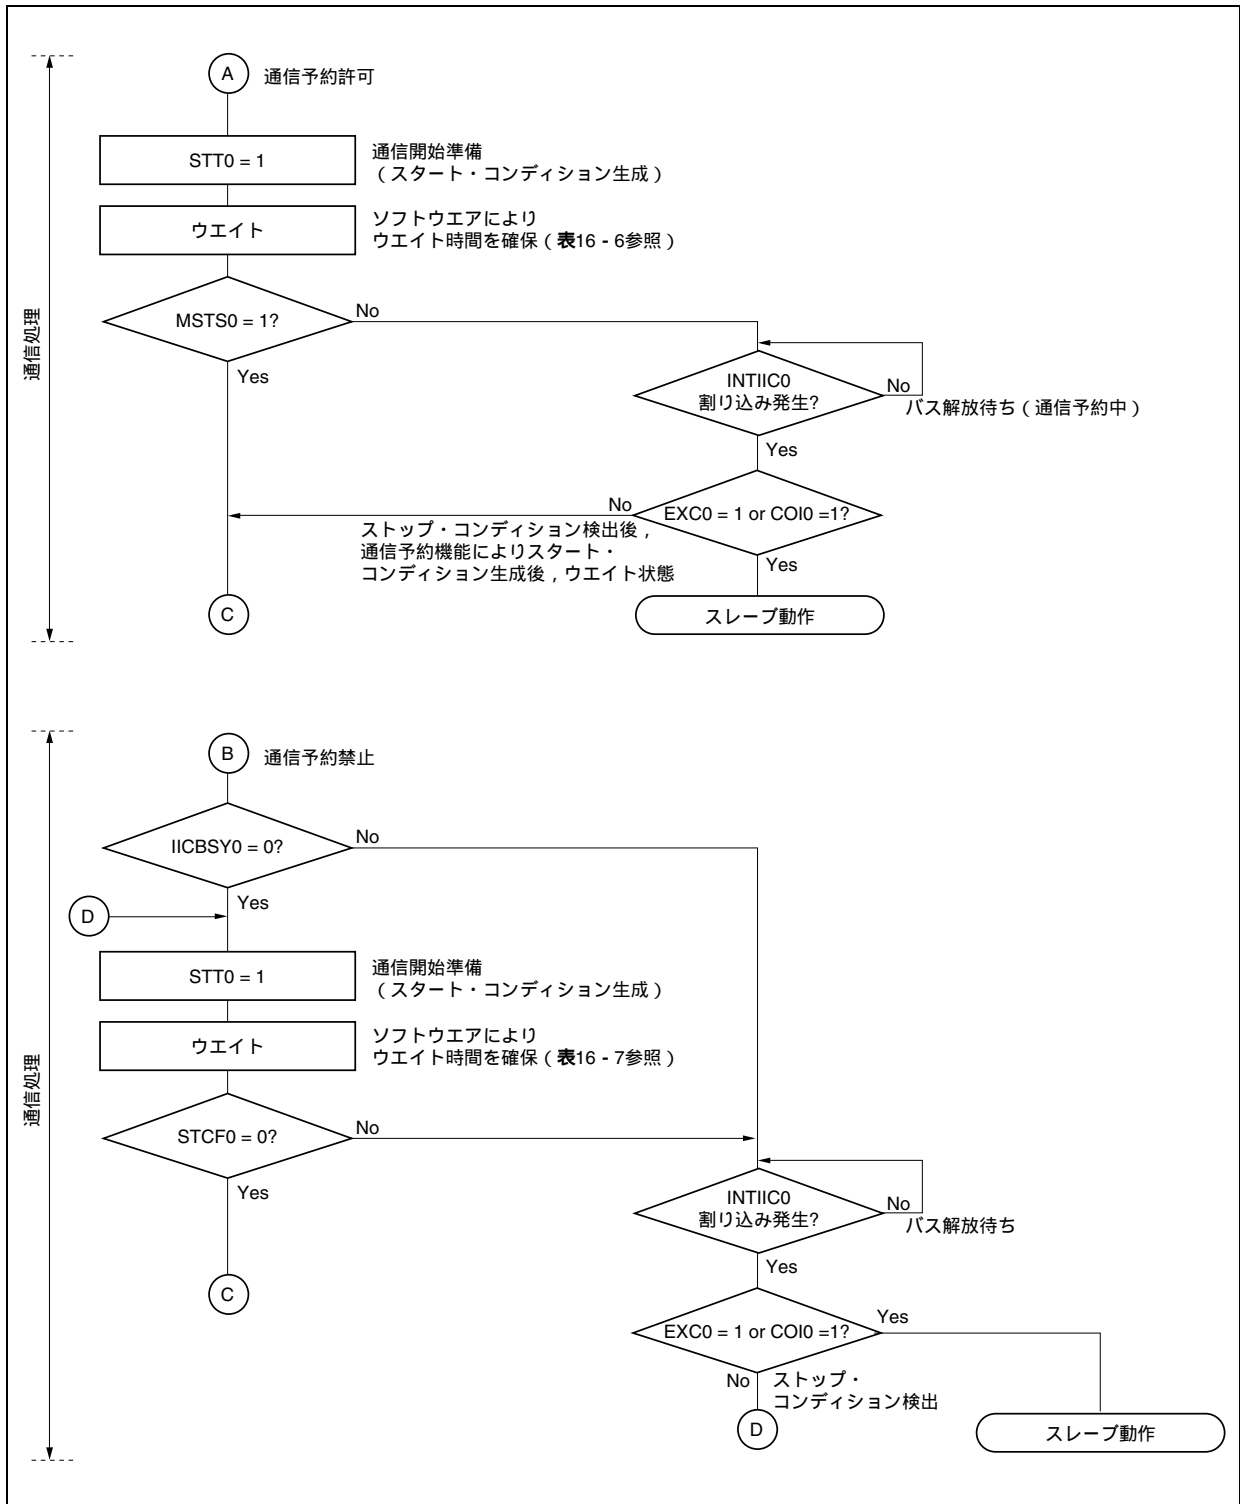 A 通信予約許可
STT0 = 1
通信開始準備
（スタート・コンディション生成）
ウエイト
ソフトウエアにより
ウエイト時間を確保（表16 - 6参照）
MSTS0 = 1?
No
Yes
INTIIC0
割り込み発生?
No
バス解放待ち（通信予約中）
Yes
EXC0 = 1 or COI0 =1?
No
ストップ・コンディション検出後，
通信予約機能によりスタート・
コンディション生成後，ウエイト状態
Yes
C
スレーブ動作
通信処理
B 通信予約禁止
IICBSY0 = 0?
No
Yes
D
STT0 = 1
通信開始準備
（スタート・コンディション生成）
ウエイト
ソフトウエアにより
ウエイト時間を確保（表16 - 7参照）
STCF0 = 0?
No
Yes
INTIIC0
割り込み発生?
No
バス解放待ち
Yes
C
EXC0 = 1 or COI0 =1?
Yes
No
ストップ・
コンディション検出
D
スレーブ動作
通信処理